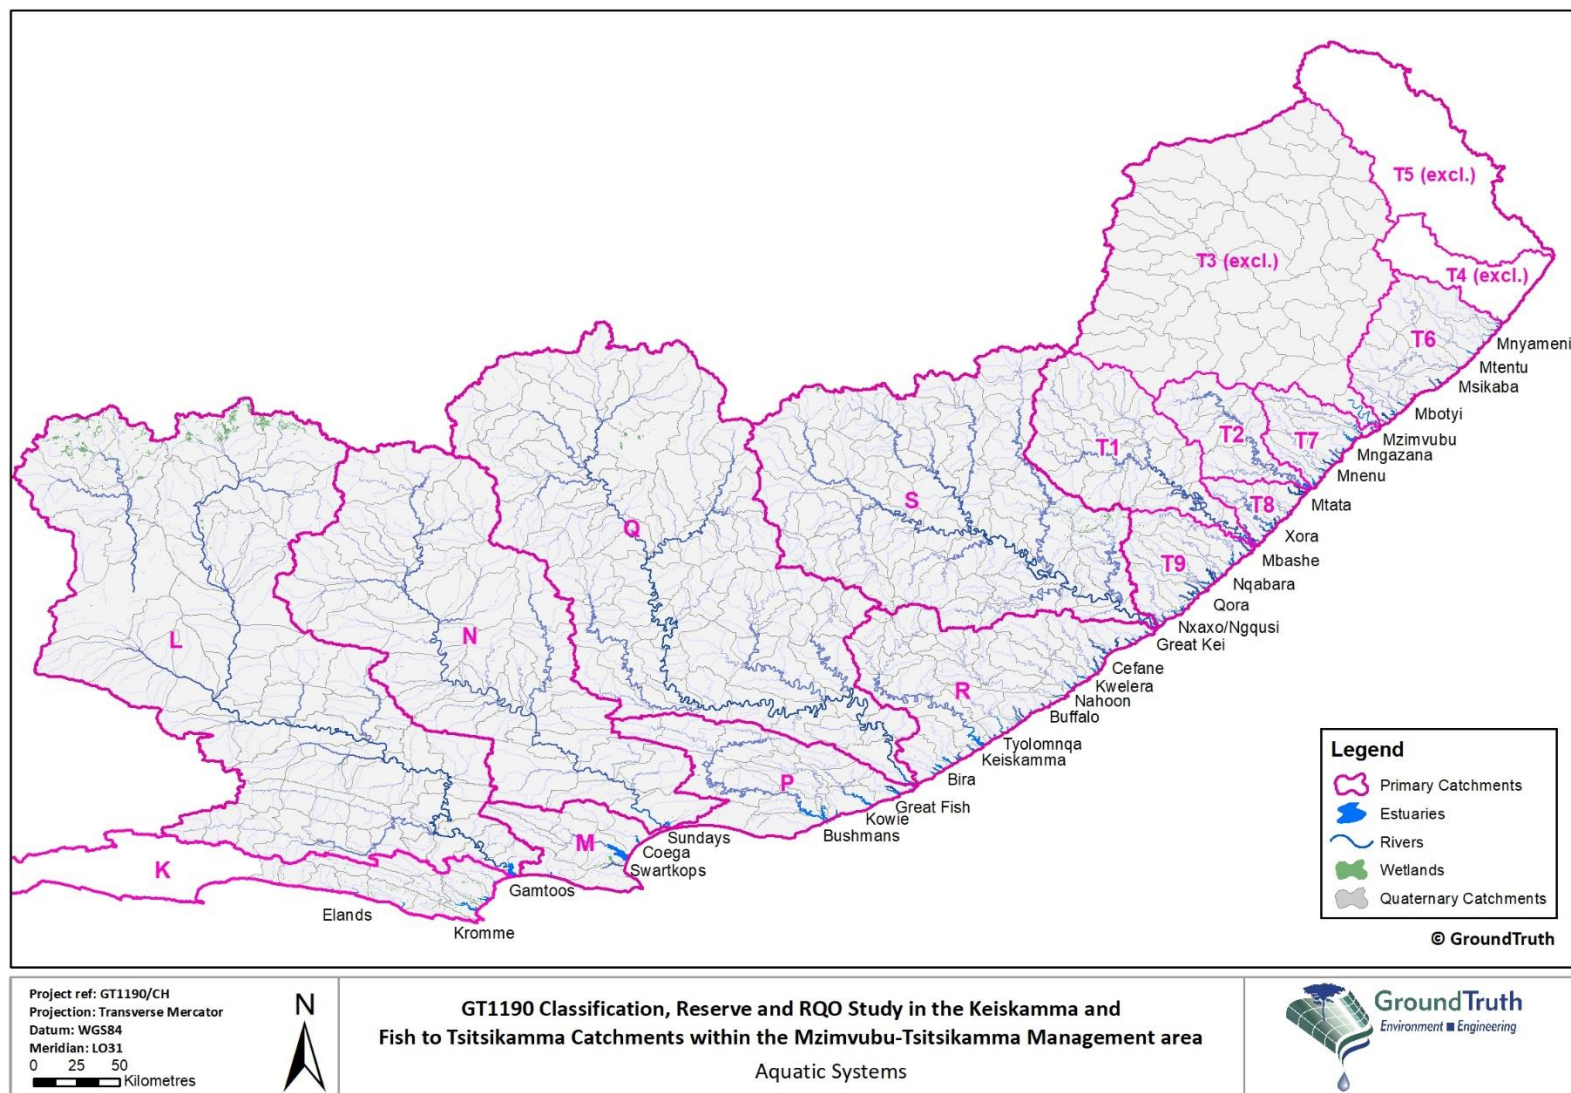 T5 (excl.)
T3 (excl.)
T4 (excl.)
T6
Mnyameni
Mtentu
Msikaba
Mbotyi
Mzimvubu
Mngazana
Mnenu
Mtata
Xora
Mbashe
Nqabara
Qora
Nxaxo/Ngqusi
Great Kei
Cefane
Kwelera
Nahoon
Buffalo
Tyolomnqa
Keiskamma
Bira
Great Fish
Kowie
Bushmans
Sundays
Coega
Swartkops
Gamtoos
Kromme
Elands
T1
T2
T7
T8
T9
S
Q
R
N
L
P
M
K
Legend
Primary Catchments
Estuaries
Rivers
Wetlands
Quaternary Catchments
© GroundTruth
Project ref: GT1190/CH
Projection: Transverse Mercator
Datum: WGS84
Meridian: LO31
0 25 50
Kilometres
N
GT1190 Classification, Reserve and RQO Study in the Keiskamma and
Fish to Tsitsikamma Catchments within the Mzimvubu-Tsitsikamma Management area
Aquatic Systems
GroundTruth
Environment ■ Engineering